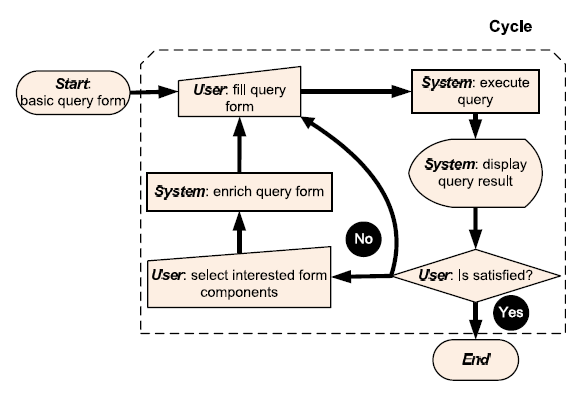 Cycle
Start:
basic query form
User: fill query
form
System: execute
query
System: display
query result
System: enrich query form
No
User: select interested form
components
User: Is satisfied?
Yes
End